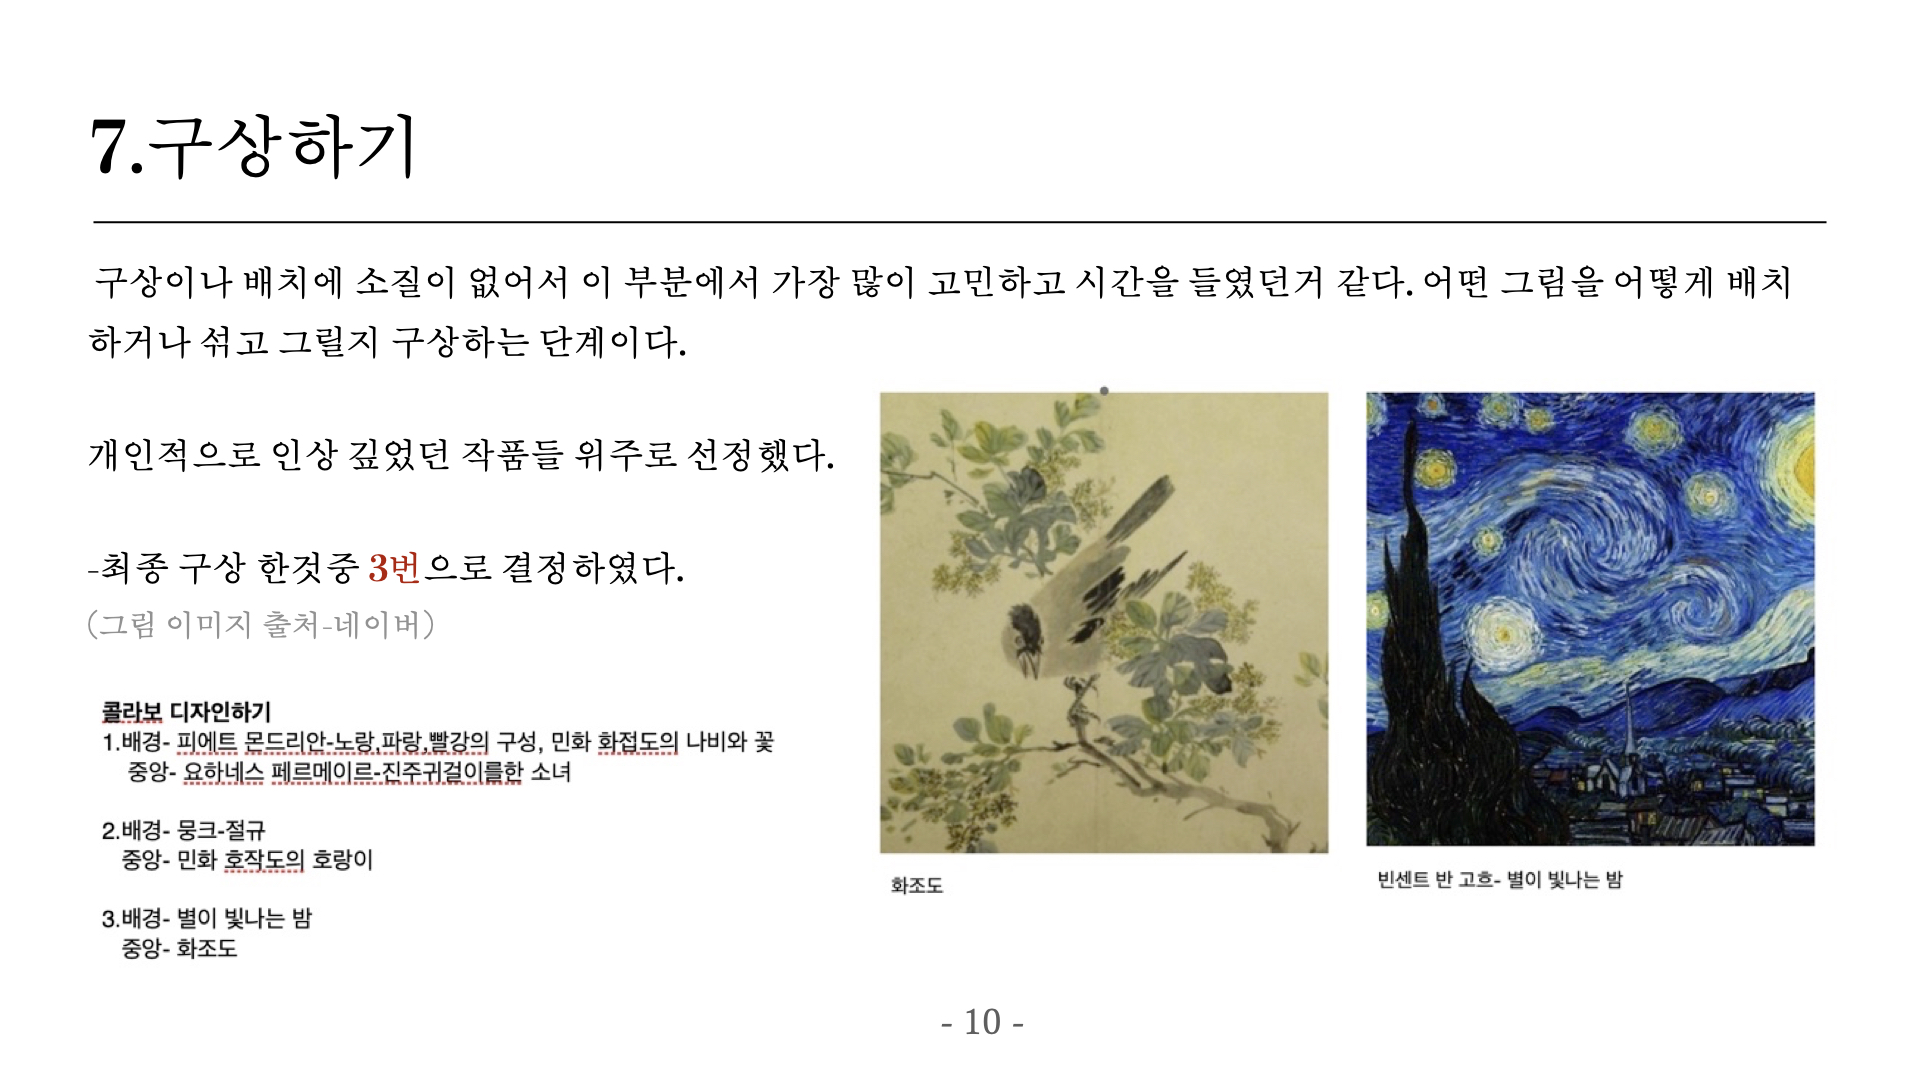 7.구상하기
구상이나 배치에 소질이 없어서 이 부분에서 가장 많이 고민하고 시간을 들였던거 같다. 어떤 그림을 어떻게 배치
하거나 섞고 그릴지 구상하는 단계이다.
개인적으로 인상 깊었던 작품들 위주로 선정했다.
-최종 구상 한것중 3번으로 결정하였다.
(그림 이미지 출처-네이버)
콜라보 디자인하기
1.배경- 피에트 몬드리안-노랑,파랑,빨강의 구성, 민화 화접도의 나비와 꽃
중앙- 요하네스 페르메이르-진주귀걸이를한 소녀
2.배경- 뭉크-절규
중앙- 민화 호작도의 호랑이
3.배경- 별이 빛나는 밤
중앙- 화조도
화조도
빈센트 반 고흐- 별이 빛나는 밤
- 10 -